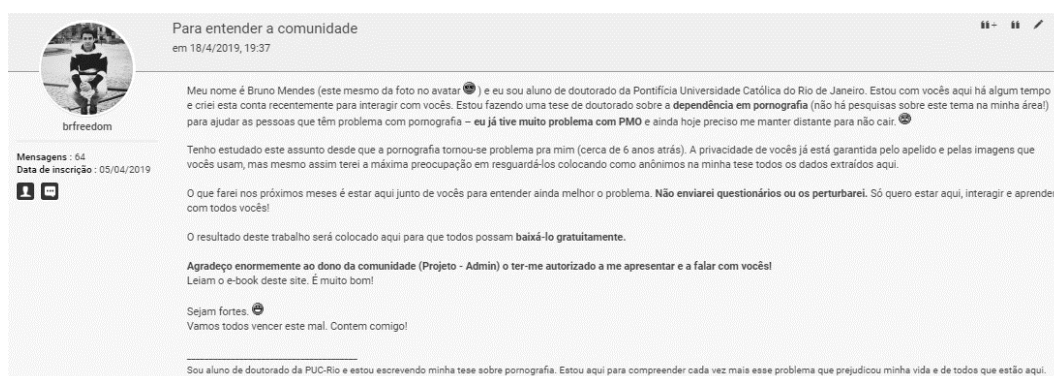 Para entender a comunidade
em 18/4/2019, 19:37
Meu nome é Bruno Mendes (este mesmo da foto no avatar ) e eu sou aluno de doutorado da Pontifícia Universidade Católica do Rio de Janeiro. Estou com vocês aqui há algum tempo
e criei esta conta recentemente para interagir com vocês. Estou fazendo uma tese de doutorado sobre a dependência em pornografia (não há pesquisas sobre este tema na minha área!)
para ajudar as pessoas que têm problema com pornografia – eu já tive muito problema com PMO e ainda hoje preciso me manter distante para não cair.
brfreedom
Mensagens : 64
Data de inscrição : 05/04/2019
Tenho estudado este assunto desde que a pornografia tornou-se problema pra mim (cerca de 6 anos atrás). A privacidade de vocês já está garantida pelo apelido e pelas imagens que
vocês usam, mas mesmo assim terei a máxima preocupação em resguardá-los colocando como anônimos na minha tese todos os dados extraídos aqui.
O que farei nos próximos meses é estar aqui junto de vocês para entender ainda melhor o problema. Não enviarei questionários ou os perturbarei. Só quero estar aqui, interagir e aprender
com todos vocês!
O resultado deste trabalho será colocado aqui para que todos possam baixá-lo gratuitamente.
Agradeço enormemente ao dono da comunidade (Projeto - Admin) o ter-me autorizado a me apresentar e a falar com vocês!
Leiam o e-book deste site. É muito bom!
Sejam fortes.
Vamos todos vencer este mal. Contem comigo!
Sou aluno de doutorado da PUC-Rio e estou escrevendo minha tese sobre pornografia. Estou aqui para compreender cada vez mais esse problema que prejudicou minha vida e de todos que estão aqui.